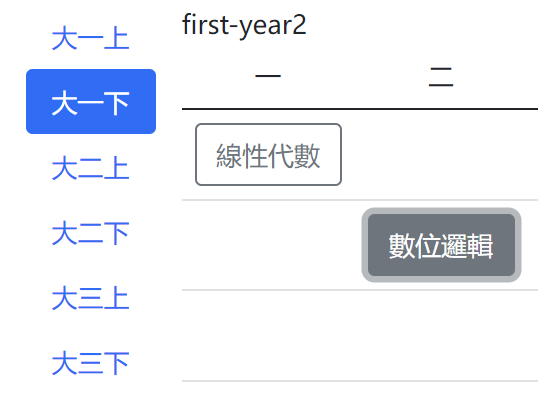 大一上
大一下
大二上
大二下
大三上
大三下
first-year2
一 二
線性代數
數位邏輯